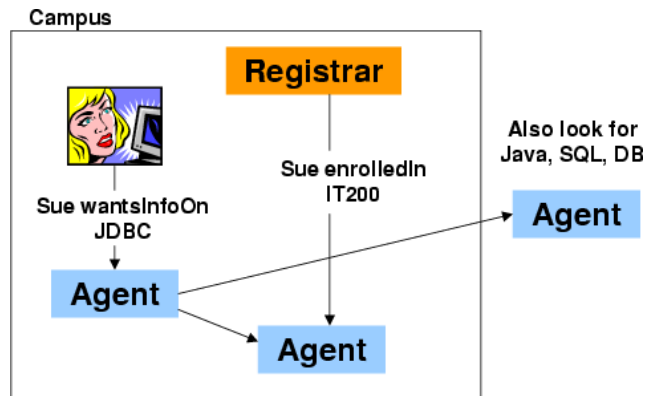 Campus
Registrar
Also look for
Java, SQL, DB
Sue enrolledIn
IT200
Sue wantsInfoOn
JDBC
Agent
Agent
Agent